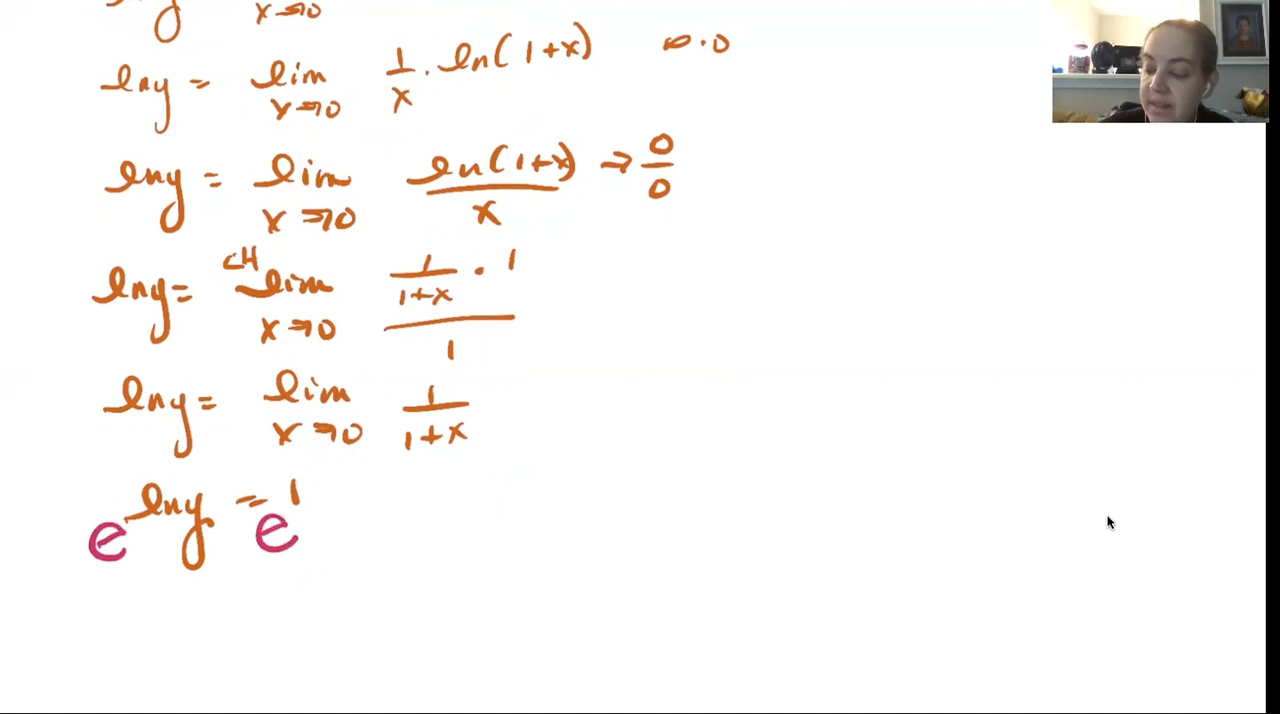 ln y x→0
ln y = lim x→0 1/x · ln(1+x) ∞·0
ln y = lim x→0 ln(1+x)/x ⇒ 0/0
ln y = LH lim x→0 (1/(1+x) · 1)/1
ln y = lim x→0 1/(1+x)
e^ln y = e^1